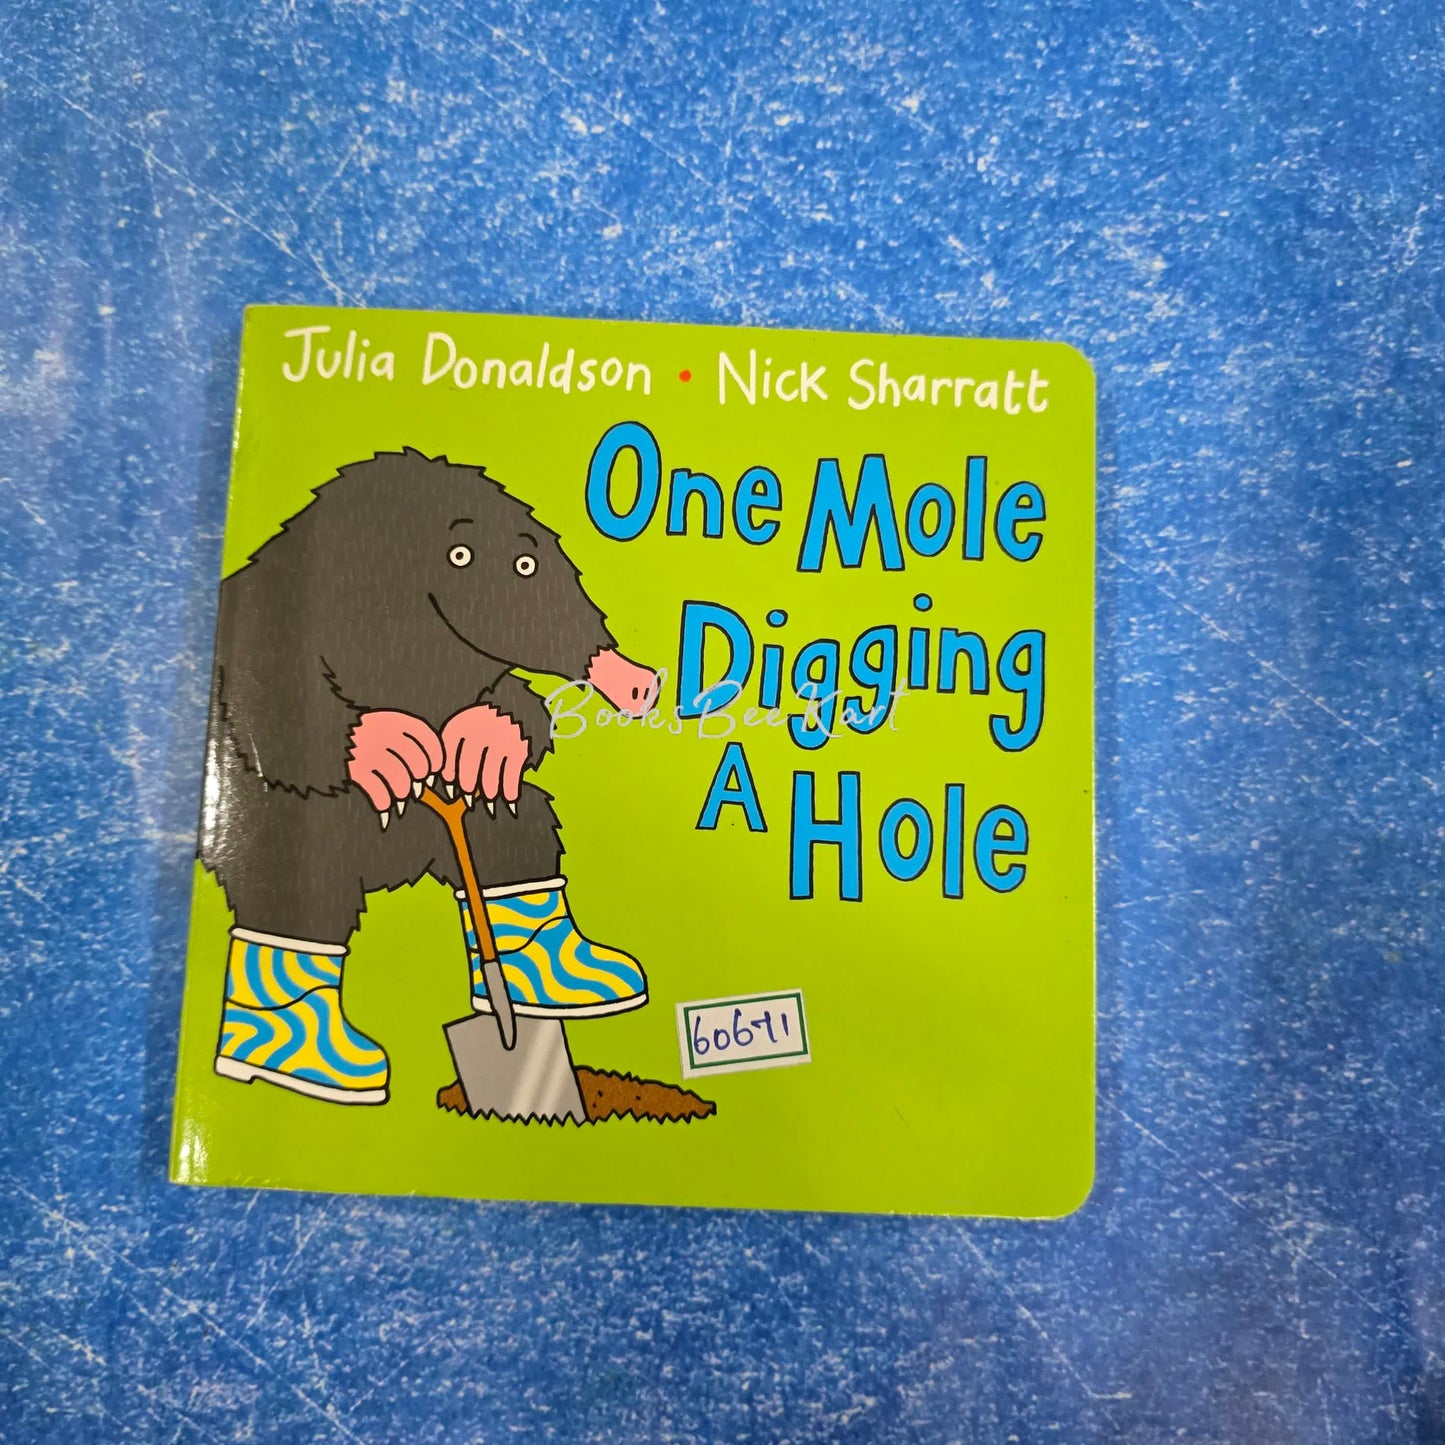 Julia Donaldson • Nick Sharratt
One Mole
Digging
A Hole
BooksBeeKart
60671